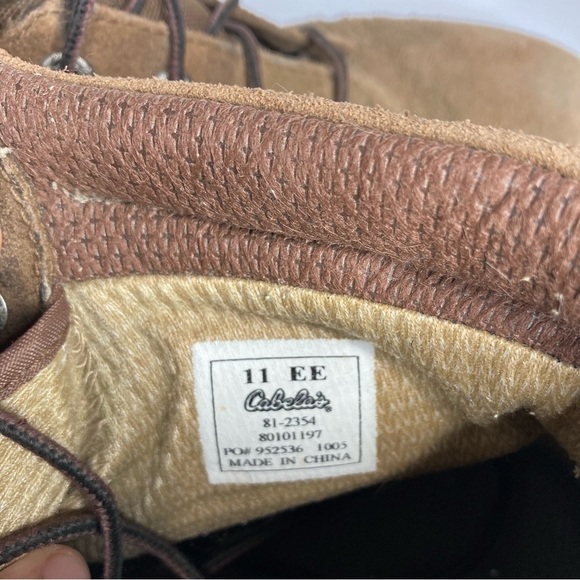 11 EE
Cabela's®
81-2354
80101197
PO# 952536 1005
MADE IN CHINA